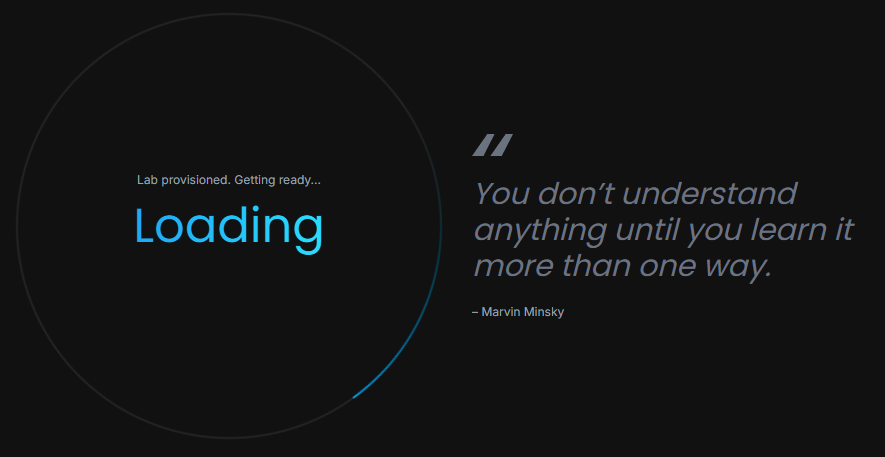 Lab provisioned. Getting ready...
Loading
You don’t understand
anything until you learn it
more than one way.
– Marvin Minsky